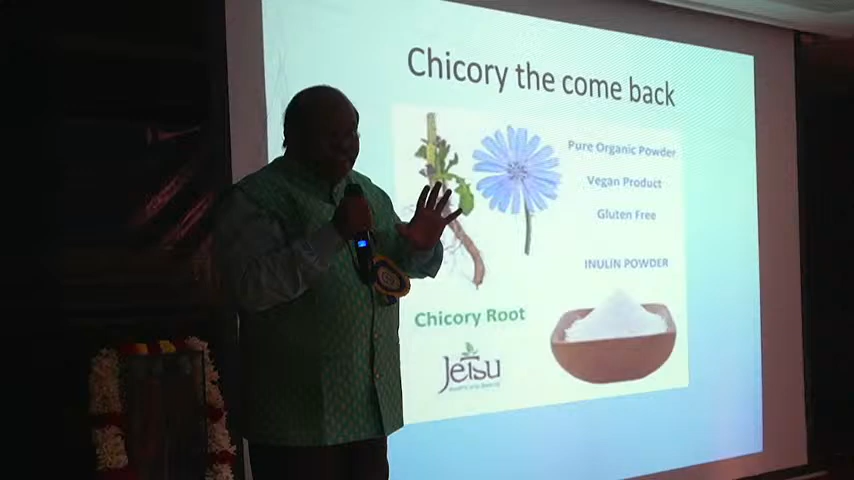 Chicory the come back
Pure Organic Powder
Vegan Product
Gluten Free
INULIN POWDER
Chicory Root
Jeisu